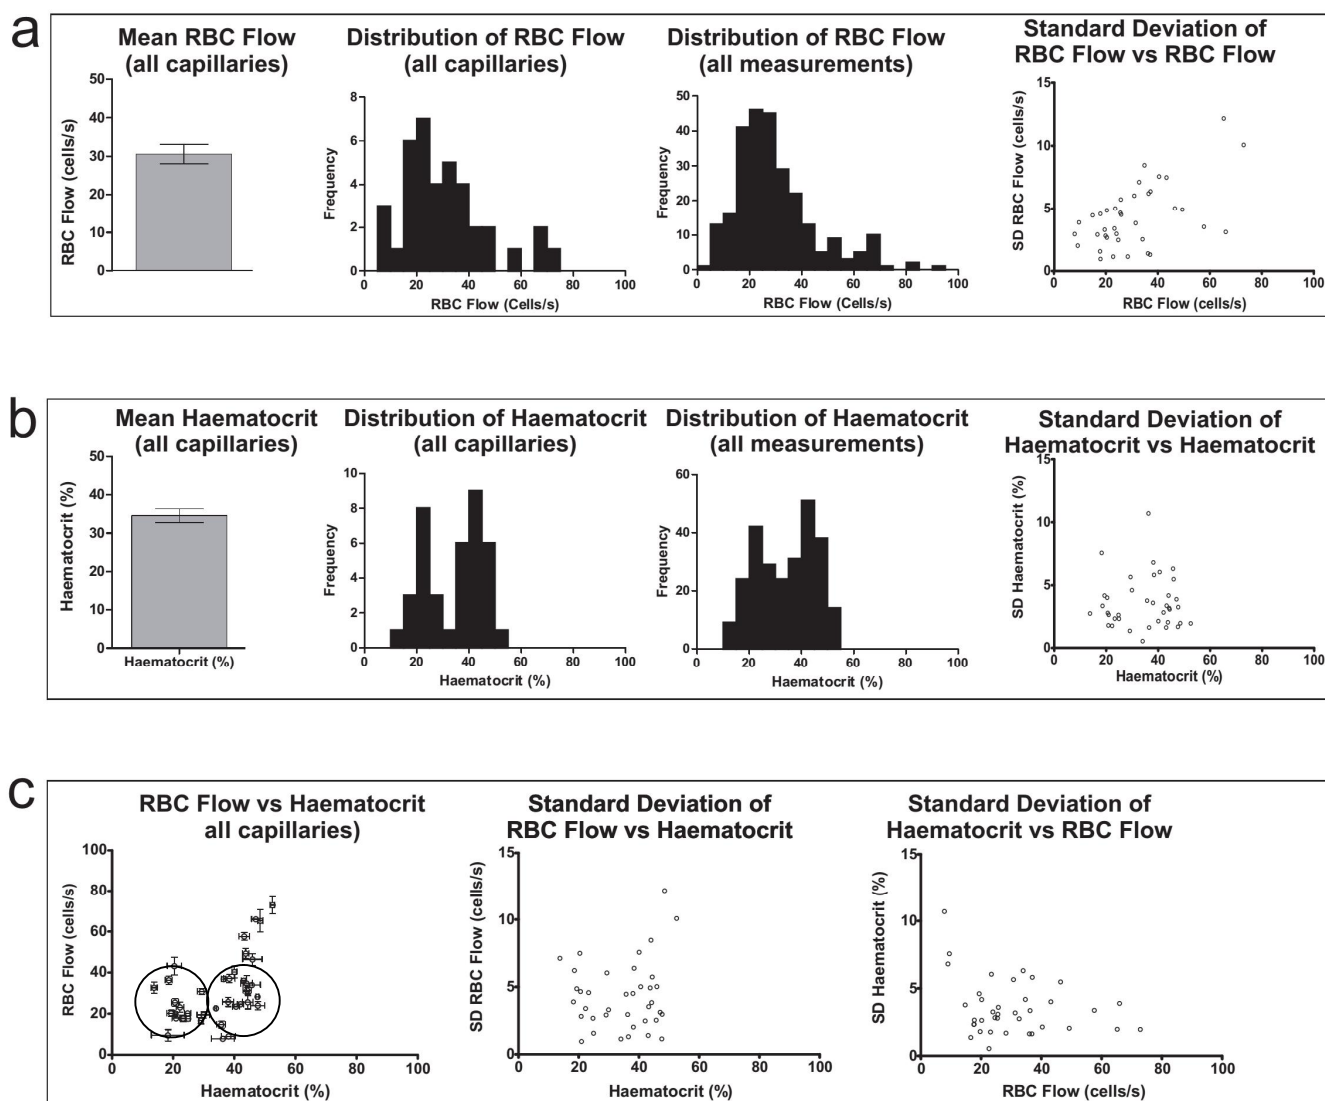 a
Mean RBC Flow
(all capillaries)
RBC Flow (cells/s)
50
40
30
20
10
0
Distribution of RBC Flow
(all capillaries)
Frequency
8
6
4
2
0
0 20 40 60 80 100
RBC Flow (Cells/s)
Distribution of RBC Flow
(all measurements)
Frequency
50
40
30
20
10
0
0 20 40 60 80 100
RBC Flow (Cells/s)
Standard Deviation of
RBC Flow vs RBC Flow
SD RBC Flow (cells/s)
15
10
5
0
0 20 40 60 80 100
RBC Flow (cells/s)
b
Mean Haematocrit
(all capillaries)
Haematocrit (%)
50
40
30
20
10
0
Haematocrit (%)
Distribution of Haematocrit
(all capillaries)
Frequency
10
8
6
4
2
0
0 20 40 60 80 100
Haematocrit (%)
Distribution of Haematocrit
(all measurements)
Frequency
60
40
20
0
0 20 40 60 80 100
Haematocrit (%)
Standard Deviation of
Haematocrit vs Haematocrit
SD Haematocrit (%)
15
10
5
0
0 20 40 60 80 100
Haematocrit (%)
c
RBC Flow vs Haematocrit
all capillaries)
RBC Flow (cells/s)
100
80
60
40
20
0
0 20 40 60 80 100
Haematocrit (%)
Standard Deviation of
RBC Flow vs Haematocrit
SD RBC Flow (cells/s)
15
10
5
0
0 20 40 60 80 100
Haematocrit (%)
Standard Deviation of
Haematocrit vs RBC Flow
SD Haematocrit (%)
15
10
5
0
0 20 40 60 80 100
RBC Flow (cells/s)